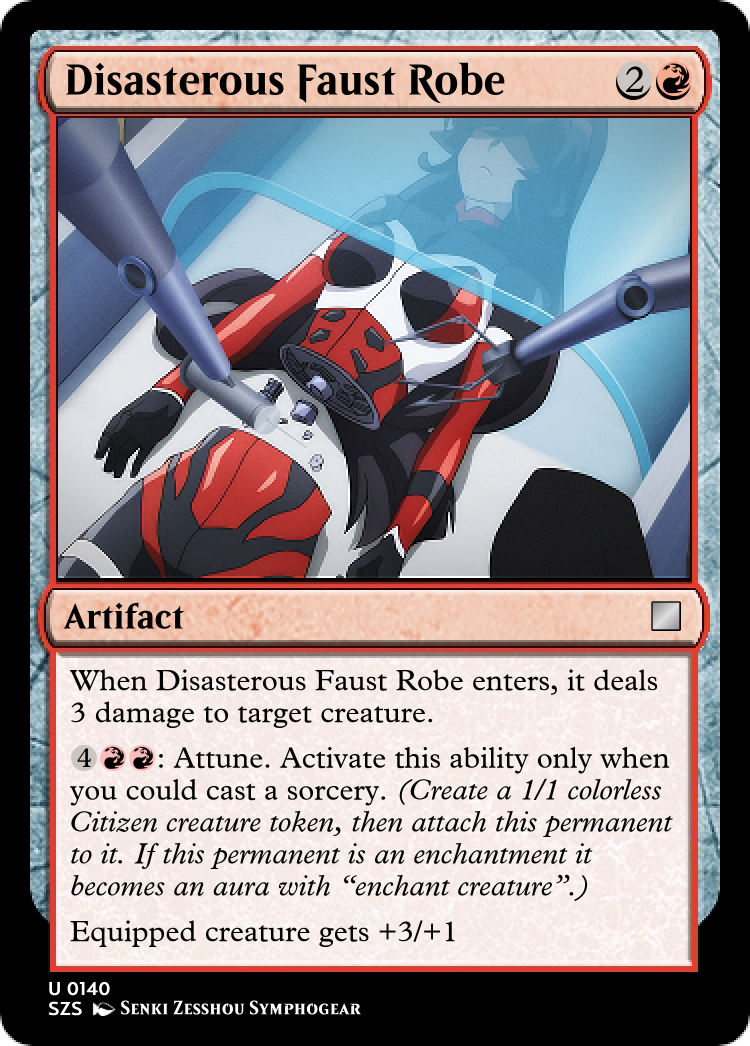 Disasterous Faust Robe 2
Artifact
When Disasterous Faust Robe enters, it deals
3 damage to target creature.
4: Attune. Activate this ability only when
you could cast a sorcery. (Create a 1/1 colorless
Citizen creature token, then attach this permanent
to it. If this permanent is an enchantment it
becomes an aura with “enchant creature”.)
Equipped creature gets +3/+1
U 0140
SZS Senki Zesshou Symphogear